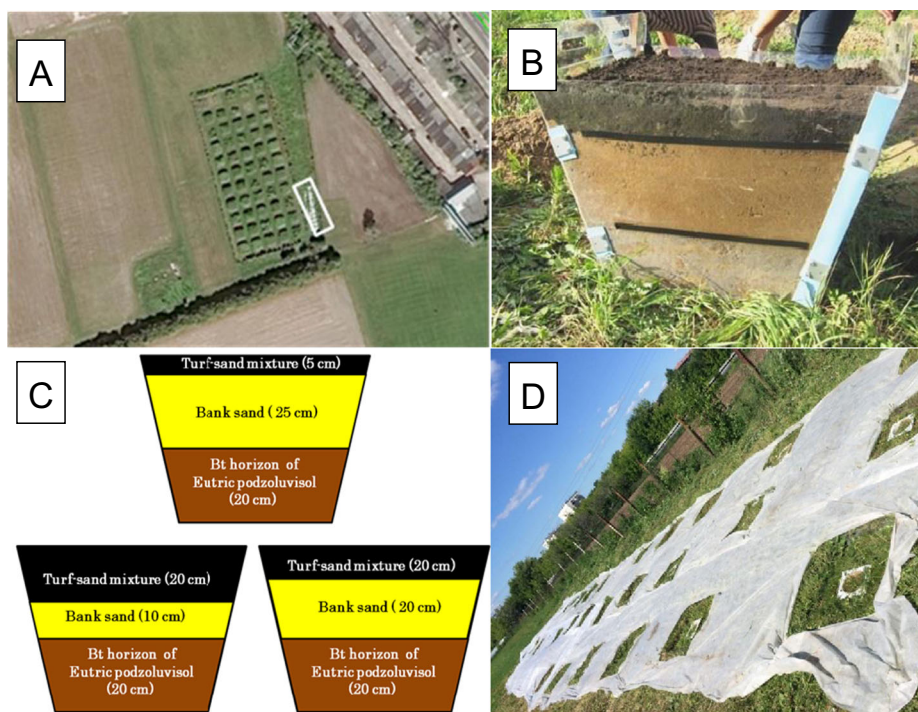 A
B
C
Turf-sand mixture (5 cm)
Bank sand ( 25 cm)
Bt horizon of
Eutric podzoluvisol
(20 cm)
Turf-sand mixture (20 cm)
Bank sand (10 cm)
Bt horizon of
Eutric podzoluvisol
(20 cm)
Turf-sand mixture (20 cm)
Bank sand ( 20 cm)
Bt horizon of
Eutric podzoluvisol
(20 cm)
D